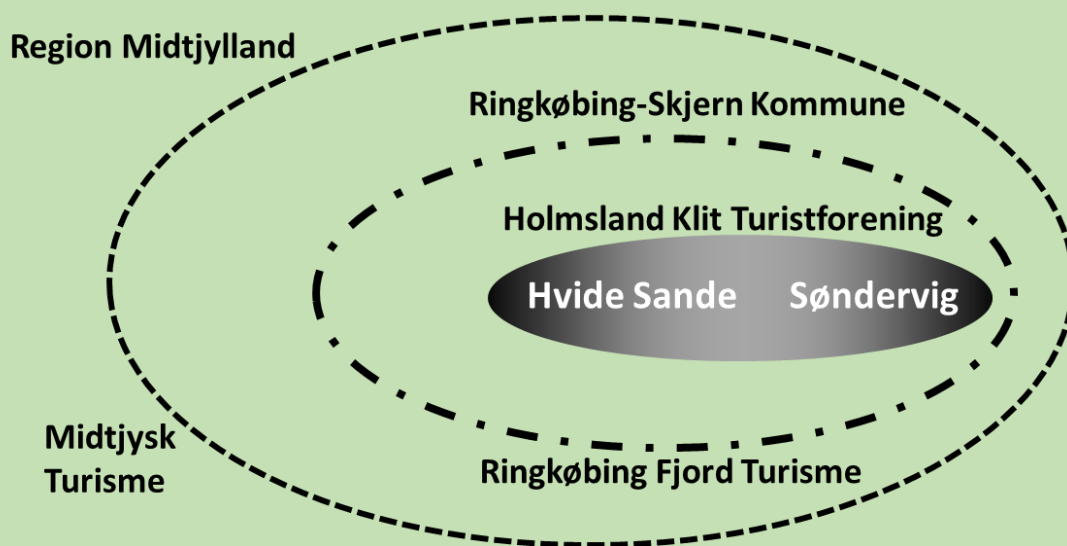 Region Midtjylland
Ringkøbing-Skjern Kommune
Holmsland Klit Turistforening
Hvide Sande Søndervig
Midtjysk
Turisme
Ringkøbing Fjord Turisme